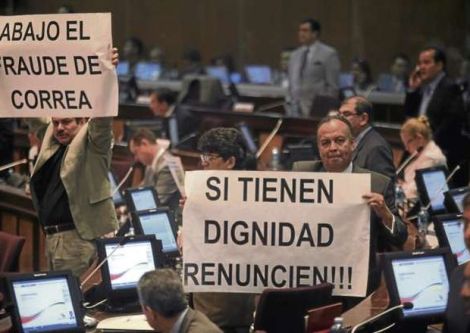 ABAJO EL
FRAUDE DE
CORREA
SI TIENEN
DIGNIDAD
RENUNCIEN!!!